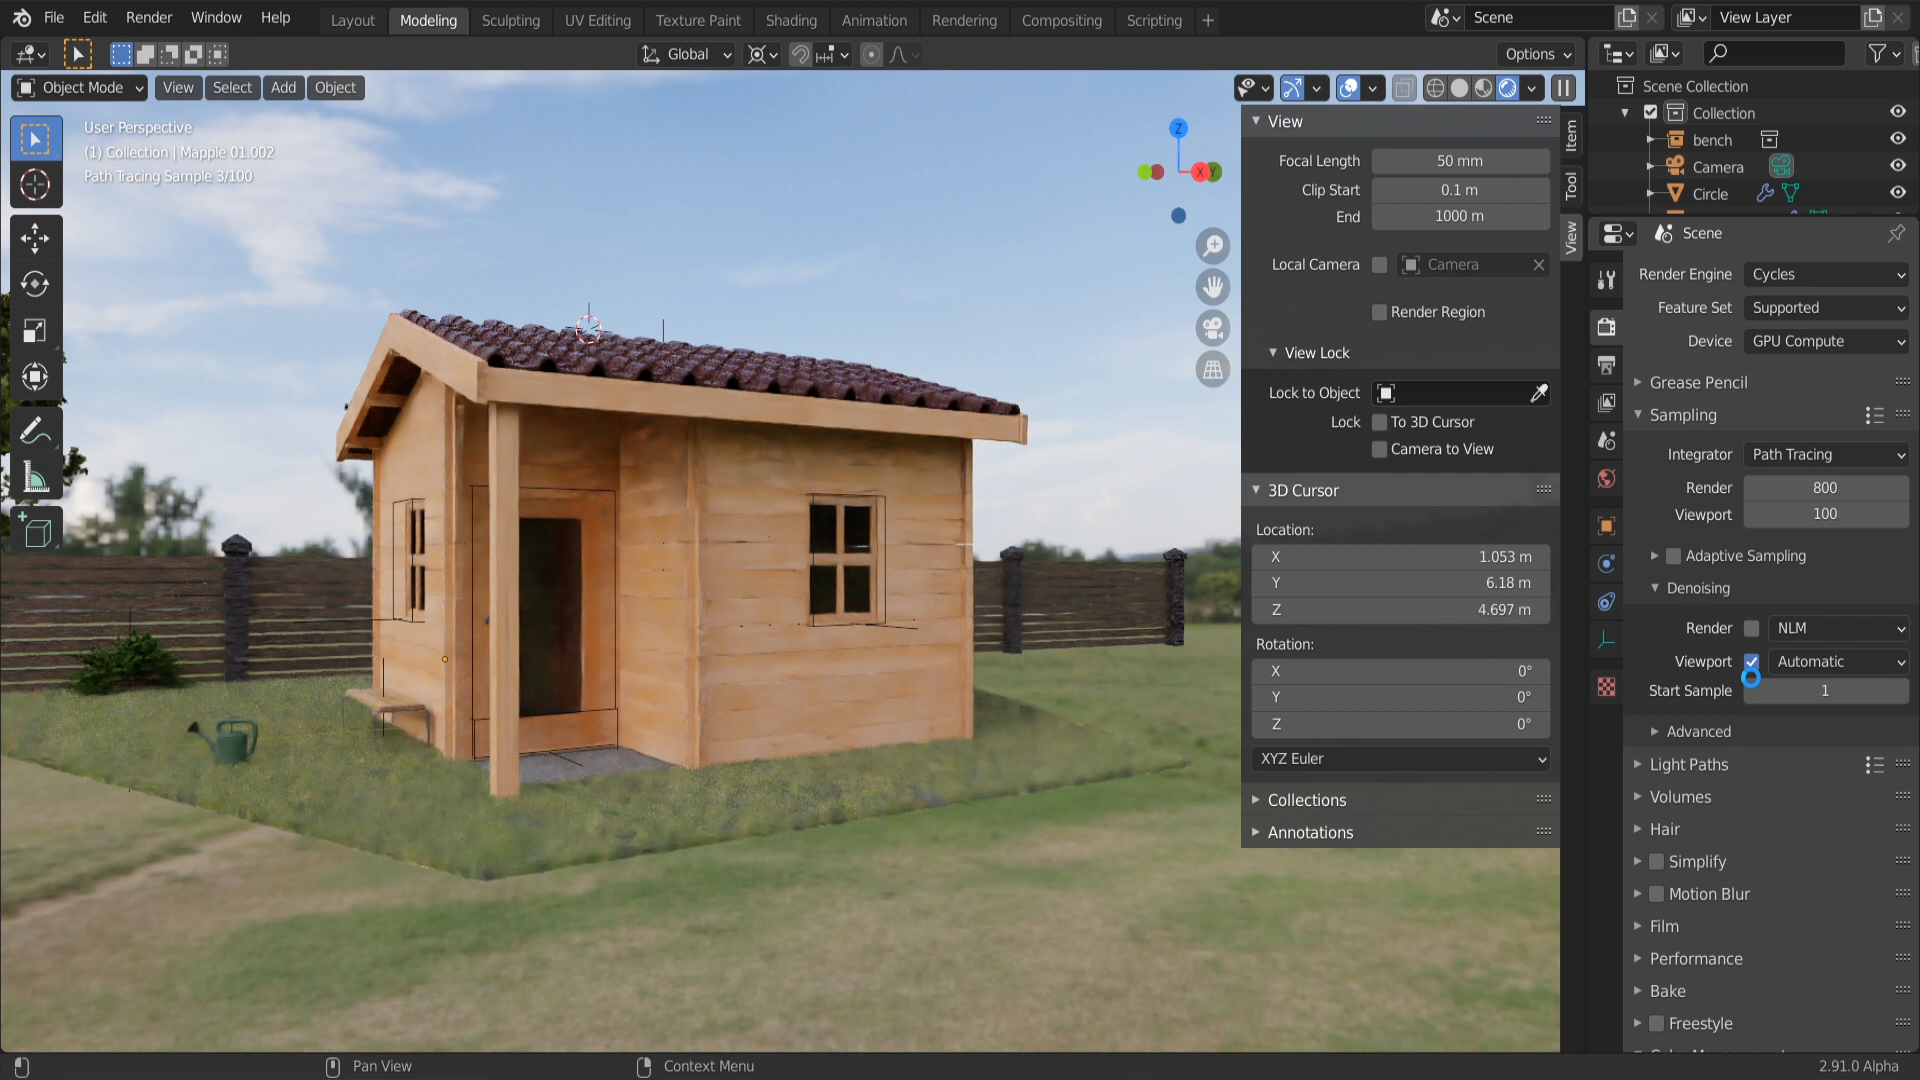 File Edit Render Window Help Layout Modeling Sculpting UV Editing Texture Paint Shading Animation Rendering Compositing Scripting + Scene View Layer
Global Options
Object Mode View Select Add Object
User Perspective
(1) Collection | Mapple 01.002
Path Tracing Sample 3/100
Z
X Y
View
Focal Length 50 mm
Clip Start 0.1 m
End 1000 m
Local Camera Camera
Render Region
View Lock
Lock to Object
Lock To 3D Cursor
Camera to View
3D Cursor
Location:
X 1.053 m
Y 6.18 m
Z 4.697 m
Rotation:
X 0°
Y 0°
Z 0°
XYZ Euler
Collections
Annotations
Item
Tool
View
Scene Collection
Collection
bench
Camera
Circle
Scene
Render Engine Cycles
Feature Set Supported
Device GPU Compute
Grease Pencil
Sampling
Integrator Path Tracing
Render 800
Viewport 100
Adaptive Sampling
Denoising
Render NLM
Viewport Automatic
Start Sample 1
Advanced
Light Paths
Volumes
Hair
Simplify
Motion Blur
Film
Performance
Bake
Freestyle
Pan View Context Menu 2.91.0 Alpha